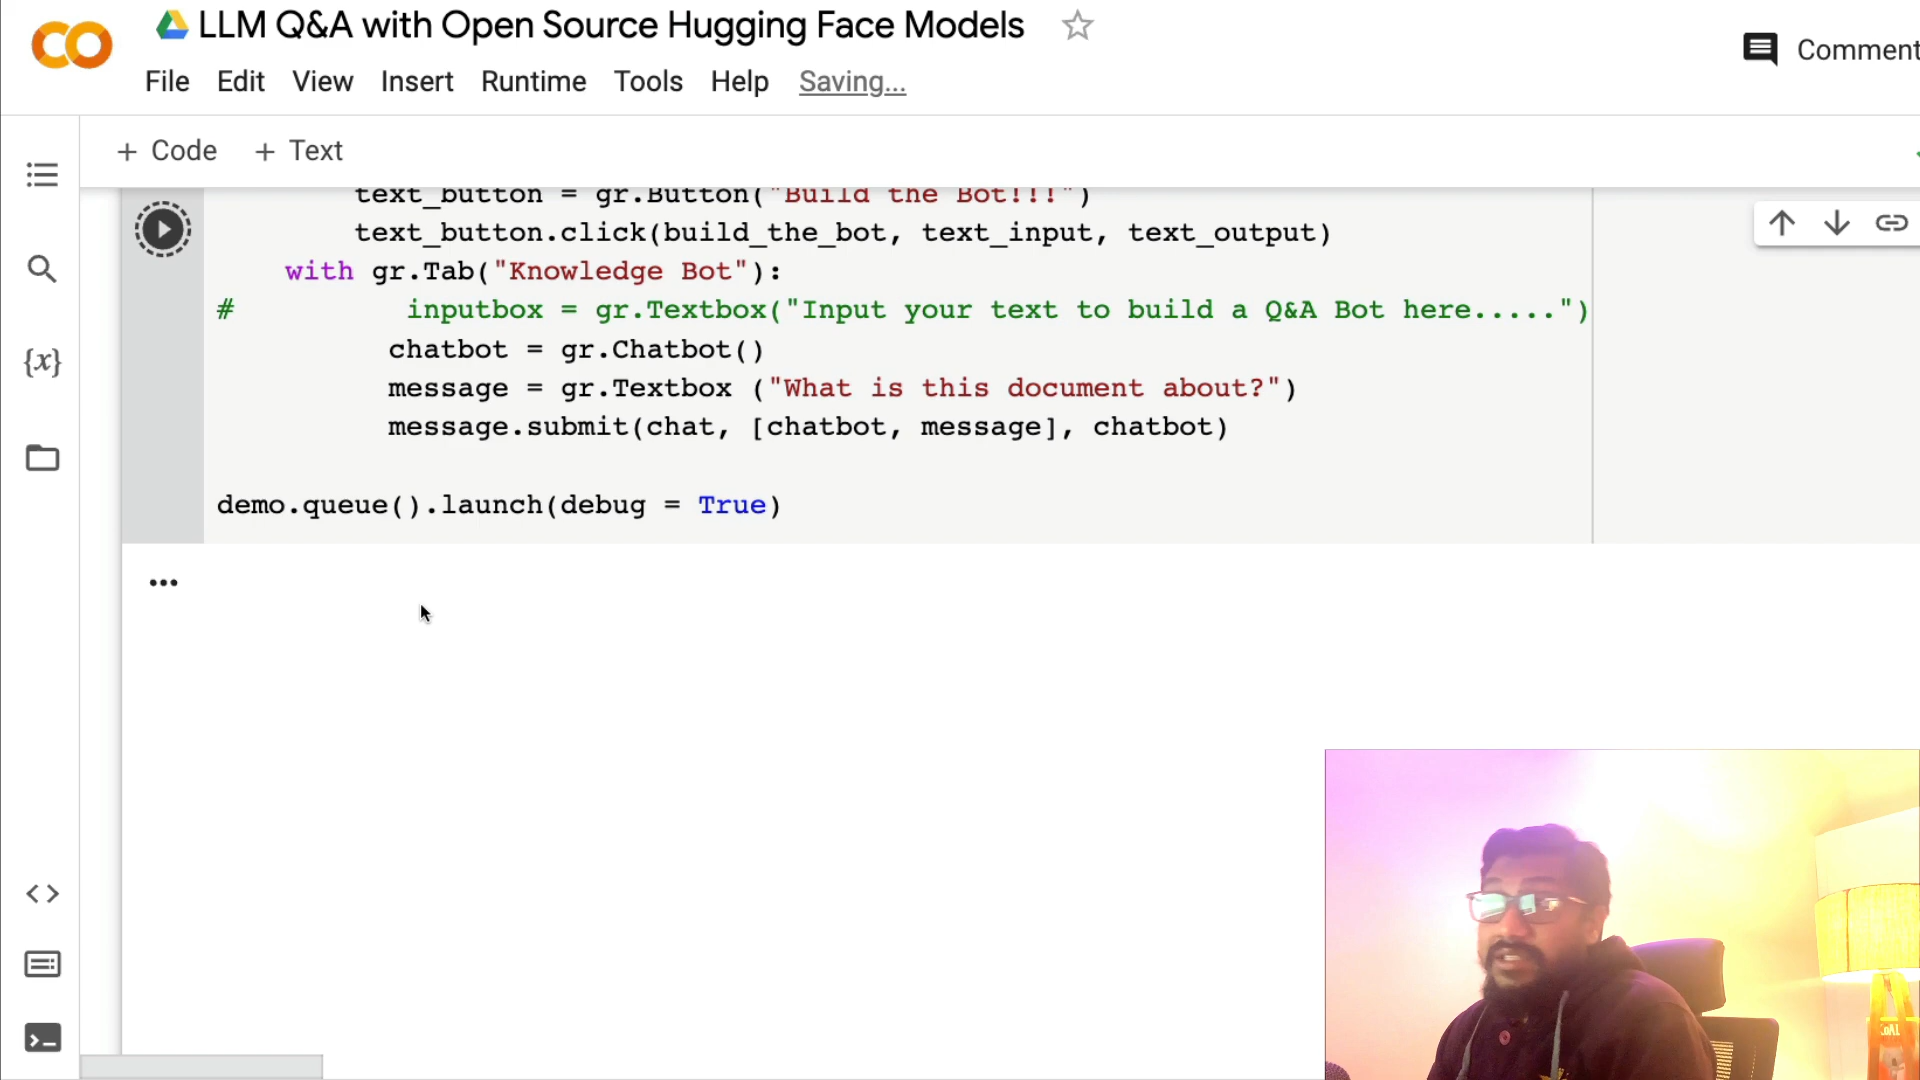 LLM Q&A with Open Source Hugging Face Models
Comment
File Edit View Insert Runtime Tools Help Saving...
+ Code + Text
text_button = gr.Button("Build the Bot!!!")
text_button.click(build_the_bot, text_input, text_output)
with gr.Tab("Knowledge Bot"):
# inputbox = gr.Textbox("Input your text to build a Q&A Bot here.....")
chatbot = gr.Chatbot()
message = gr.Textbox ("What is this document about?")
message.submit(chat, [chatbot, message], chatbot)
demo.queue().launch(debug = True)
{x}